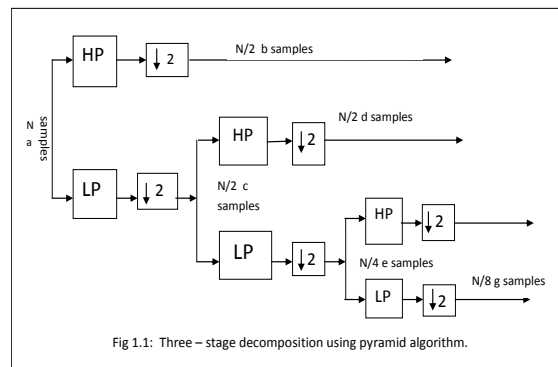 HP
↓ 2
N/2 b samples
N
a
samples
HP
↓ 2
N/2 d samples
LP
↓ 2
N/2 c
samples
HP
↓ 2
LP
↓ 2
N/4 e samples
LP
↓ 2
N/8 g samples
Fig 1.1: Three – stage decomposition using pyramid algorithm.